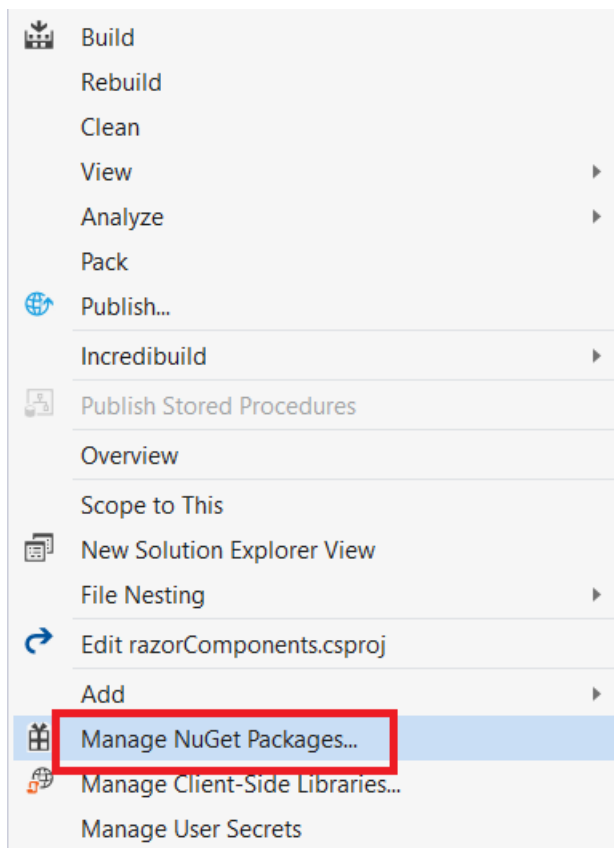 Build
Rebuild
Clean
View
Analyze
Pack
Publish...
Incredibuild
Publish Stored Procedures
Overview
Scope to This
New Solution Explorer View
File Nesting
Edit razorComponents.csproj
Add
Manage NuGet Packages...
Manage Client-Side Libraries...
Manage User Secrets